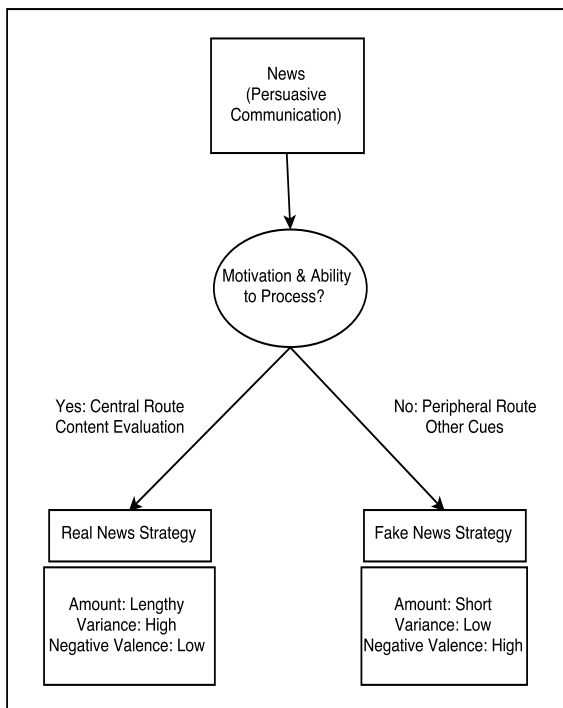 News
(Persuasive
Communication)
Motivation & Ability
to Process?
Yes: Central Route
Content Evaluation
No: Peripheral Route
Other Cues
Real News Strategy
Fake News Strategy
Amount: Lengthy
Variance: High
Negative Valence: Low
Amount: Short
Variance: Low
Negative Valence: High